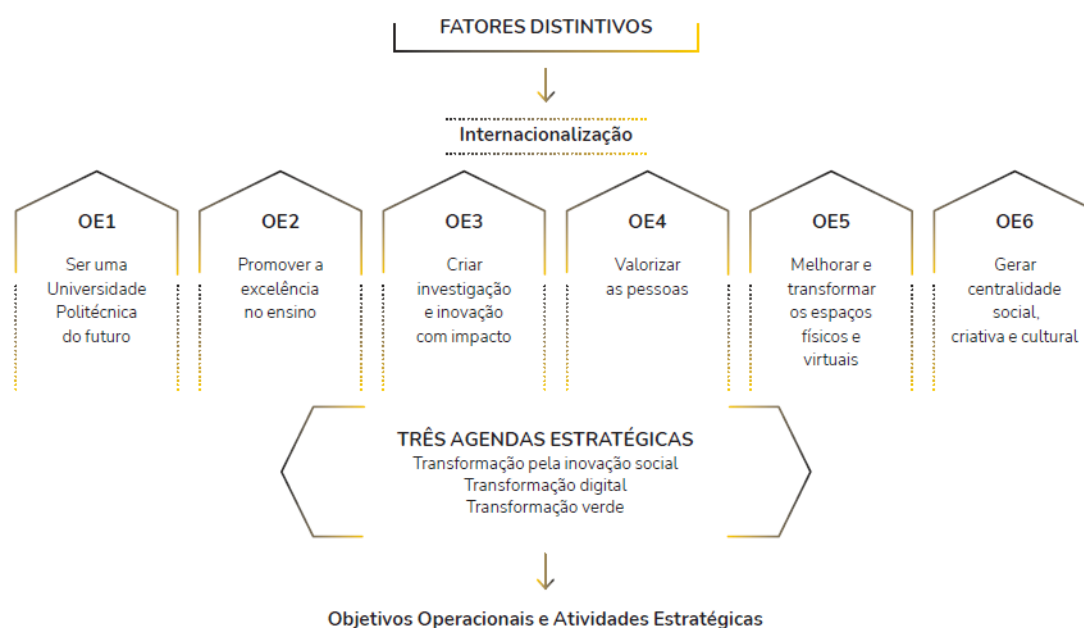 FATORES DISTINTIVOS
Internacionalização
OE1
Ser uma
Universidade
Politécnica
do futuro
OE2
Promover a
excelência
no ensino
OE3
Criar
investigação
e inovação
com impacto
OE4
Valorizar
as pessoas
OE5
Melhorar e
transformar
os espaços
físicos e
virtuais
OE6
Gerar
centralidade
social,
criativa e cultural
TRÊS AGENDAS ESTRATÉGICAS
Transformação pela inovação social
Transformação digital
Transformação verde
Objetivos Operacionais e Atividades Estratégicas